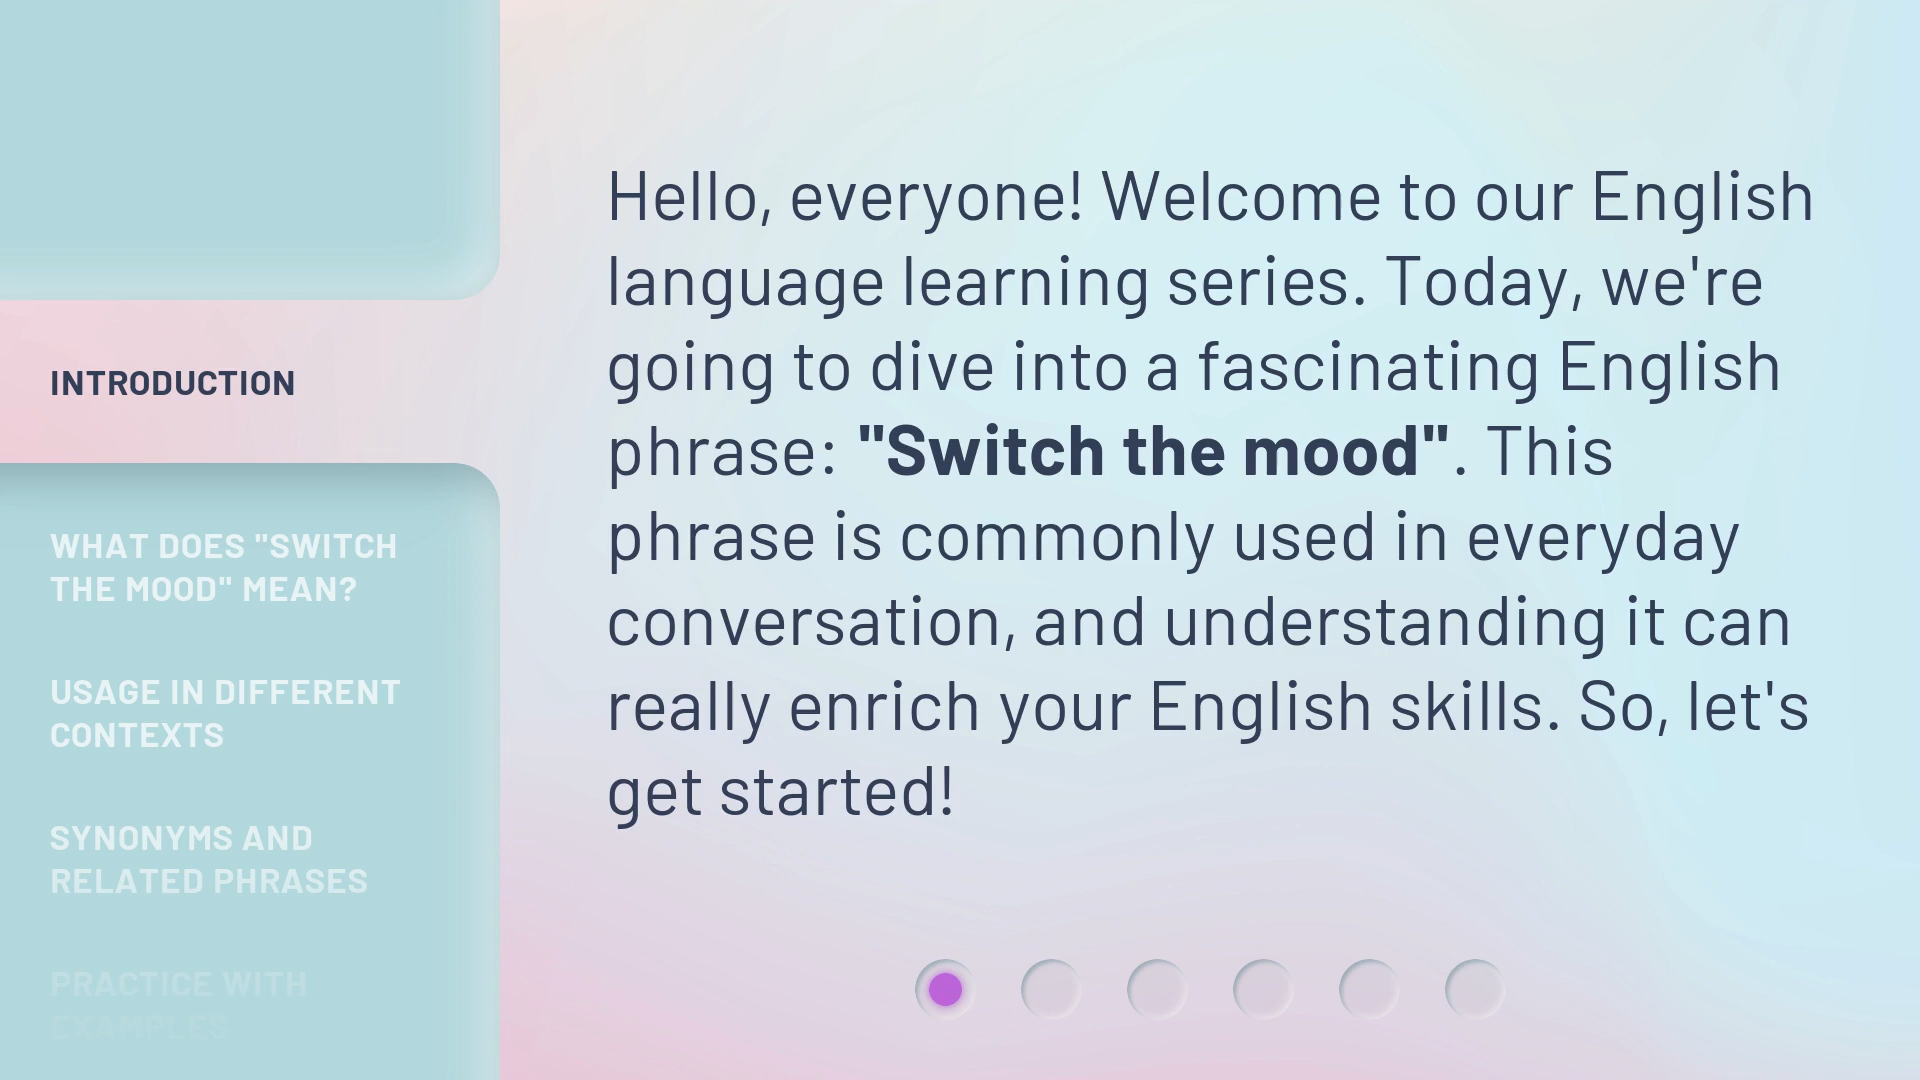 INTRODUCTION
WHAT DOES "SWITCH
THE MOOD" MEAN?
USAGE IN DIFFERENT
CONTEXTS
SYNONYMS AND
RELATED PHRASES
PRACTICE WITH
EXAMPLES
Hello, everyone! Welcome to our English
language learning series. Today, we're
going to dive into a fascinating English
phrase: "Switch the mood". This
phrase is commonly used in everyday
conversation, and understanding it can
really enrich your English skills. So, let's
get started!